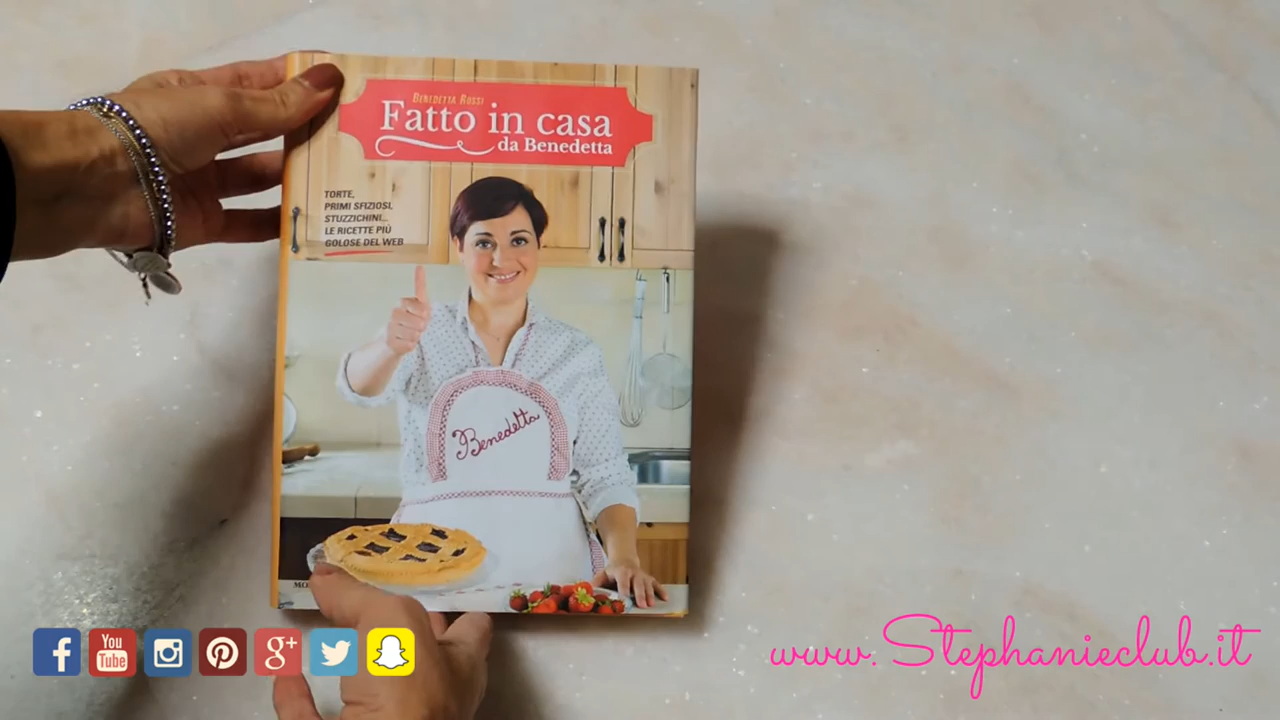 BENEDETTA ROSSI
Fatto in casa
da Benedetta
TORTE,
PRIMI SFIZIOSI,
STUZZICHINI...
LE RICETTE PIÙ
GOLOSE DEL WEB
Benedetta
You
Tube
g+
www.Stephanieclub.it